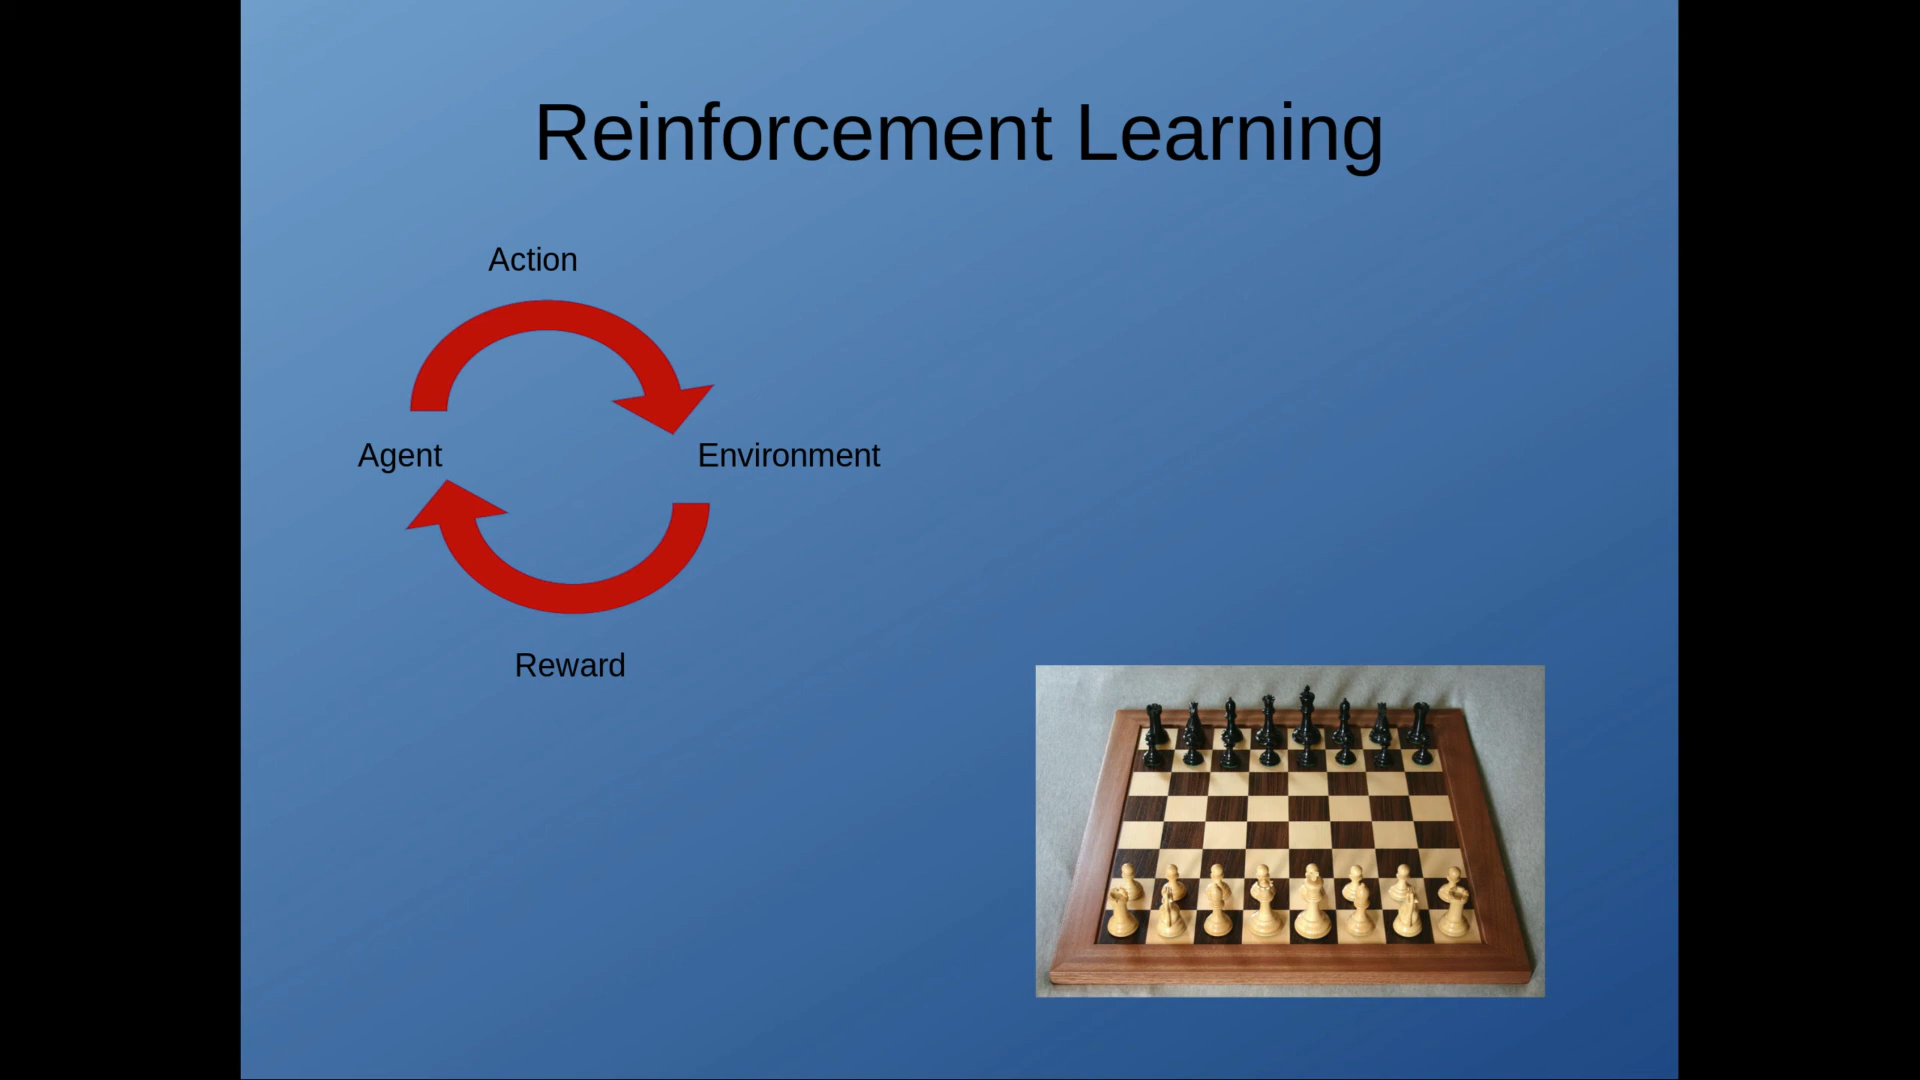 Reinforcement Learning
Action
Agent
Environment
Reward